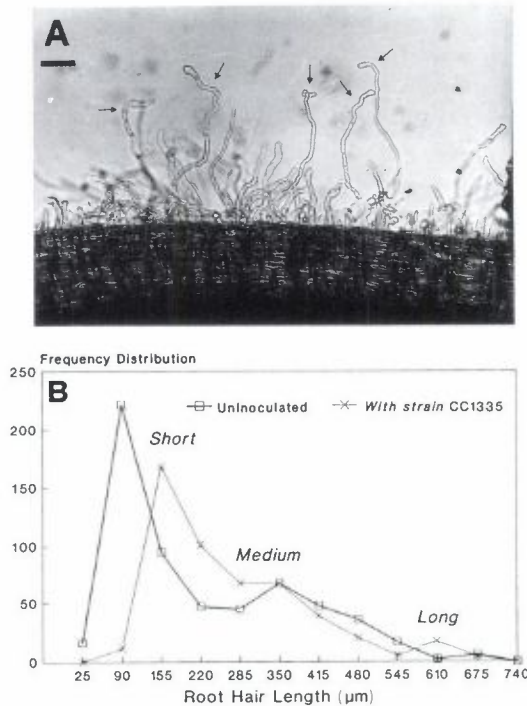 A
Frequency Distribution
250
B
Uninoculated
With strain CC1335
200
Short
150
100
Medium
50
Long
0
25 90 155 220 285 350 415 480 545 610 675 740
Root Hair Length (µm)